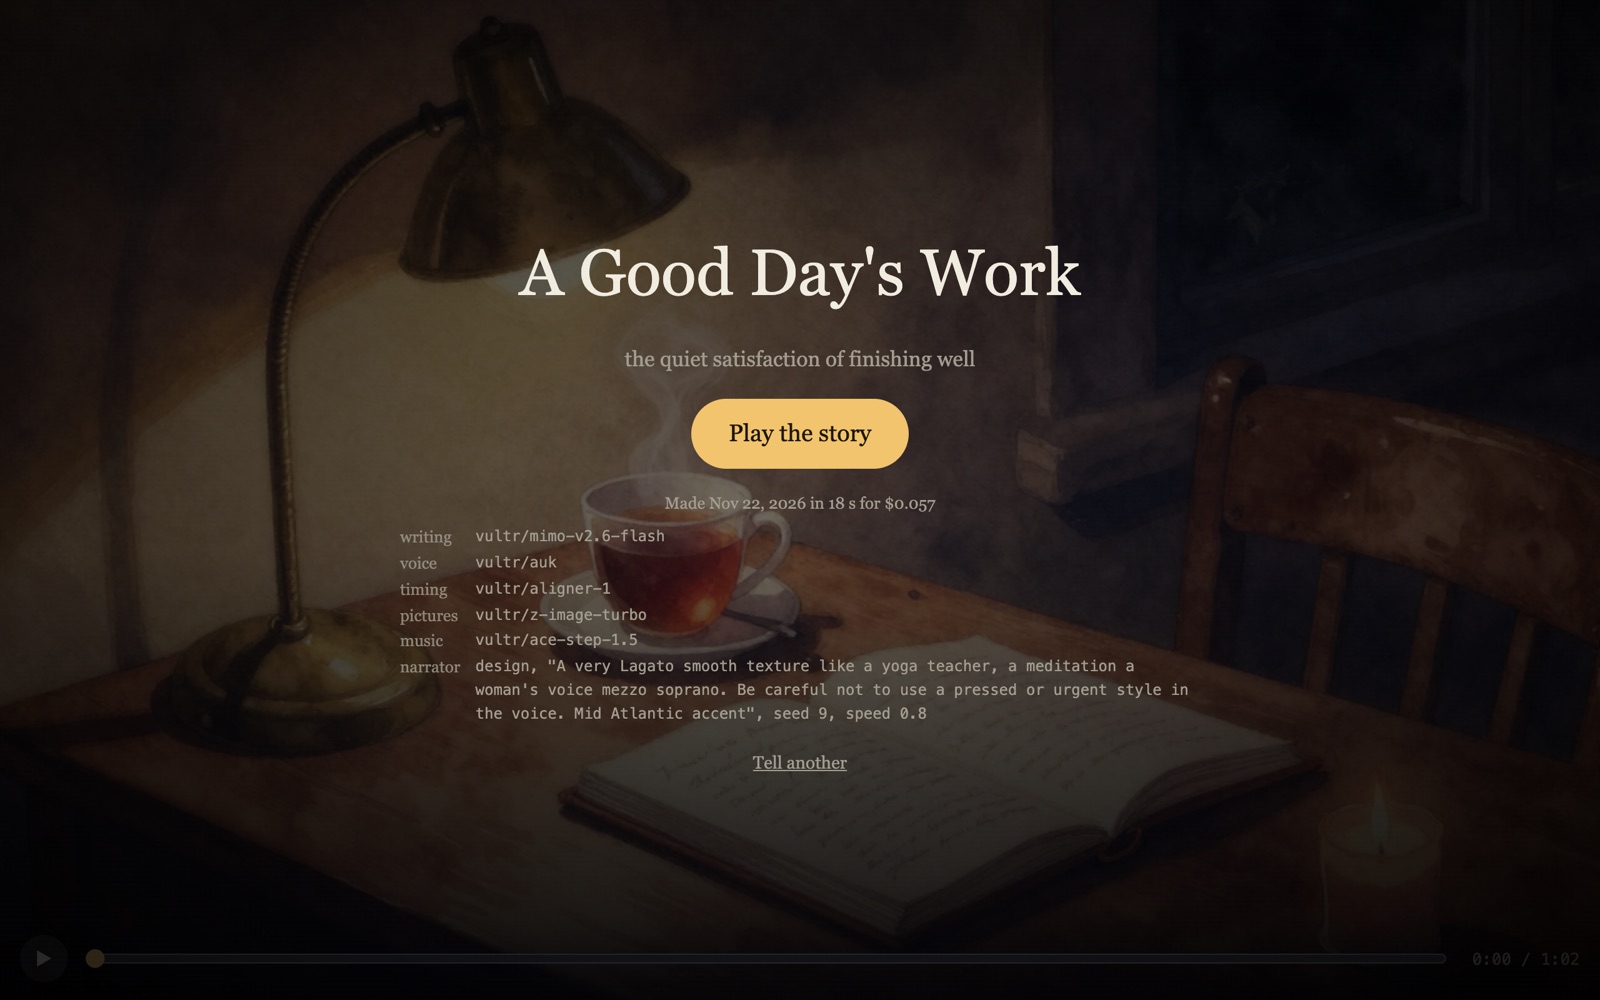 A Good Day's Work
the quiet satisfaction of finishing well
Play the story
Made Nov 22, 2026 in 18 s for $0.057
writing vultr/mimo-v2.6-flash
voice vultr/auk
timing vultr/aligner-1
pictures vultr/z-image-turbo
music vultr/ace-step-1.5
narrator design, "A very Lagato smooth texture like a yoga teacher, a meditation a
woman's voice mezzo soprano. Be careful not to use a pressed or urgent style in
the voice. Mid Atlantic accent", seed 9, speed 0.8
Tell another
0:00 / 1:02